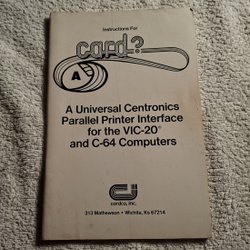 Instructions For
card?
A
A Universal Centronics
Parallel Printer Interface
for the VIC-20®
and C-64 Computers
cardco, inc.
313 Mathewson • Wichita, Ks 67214